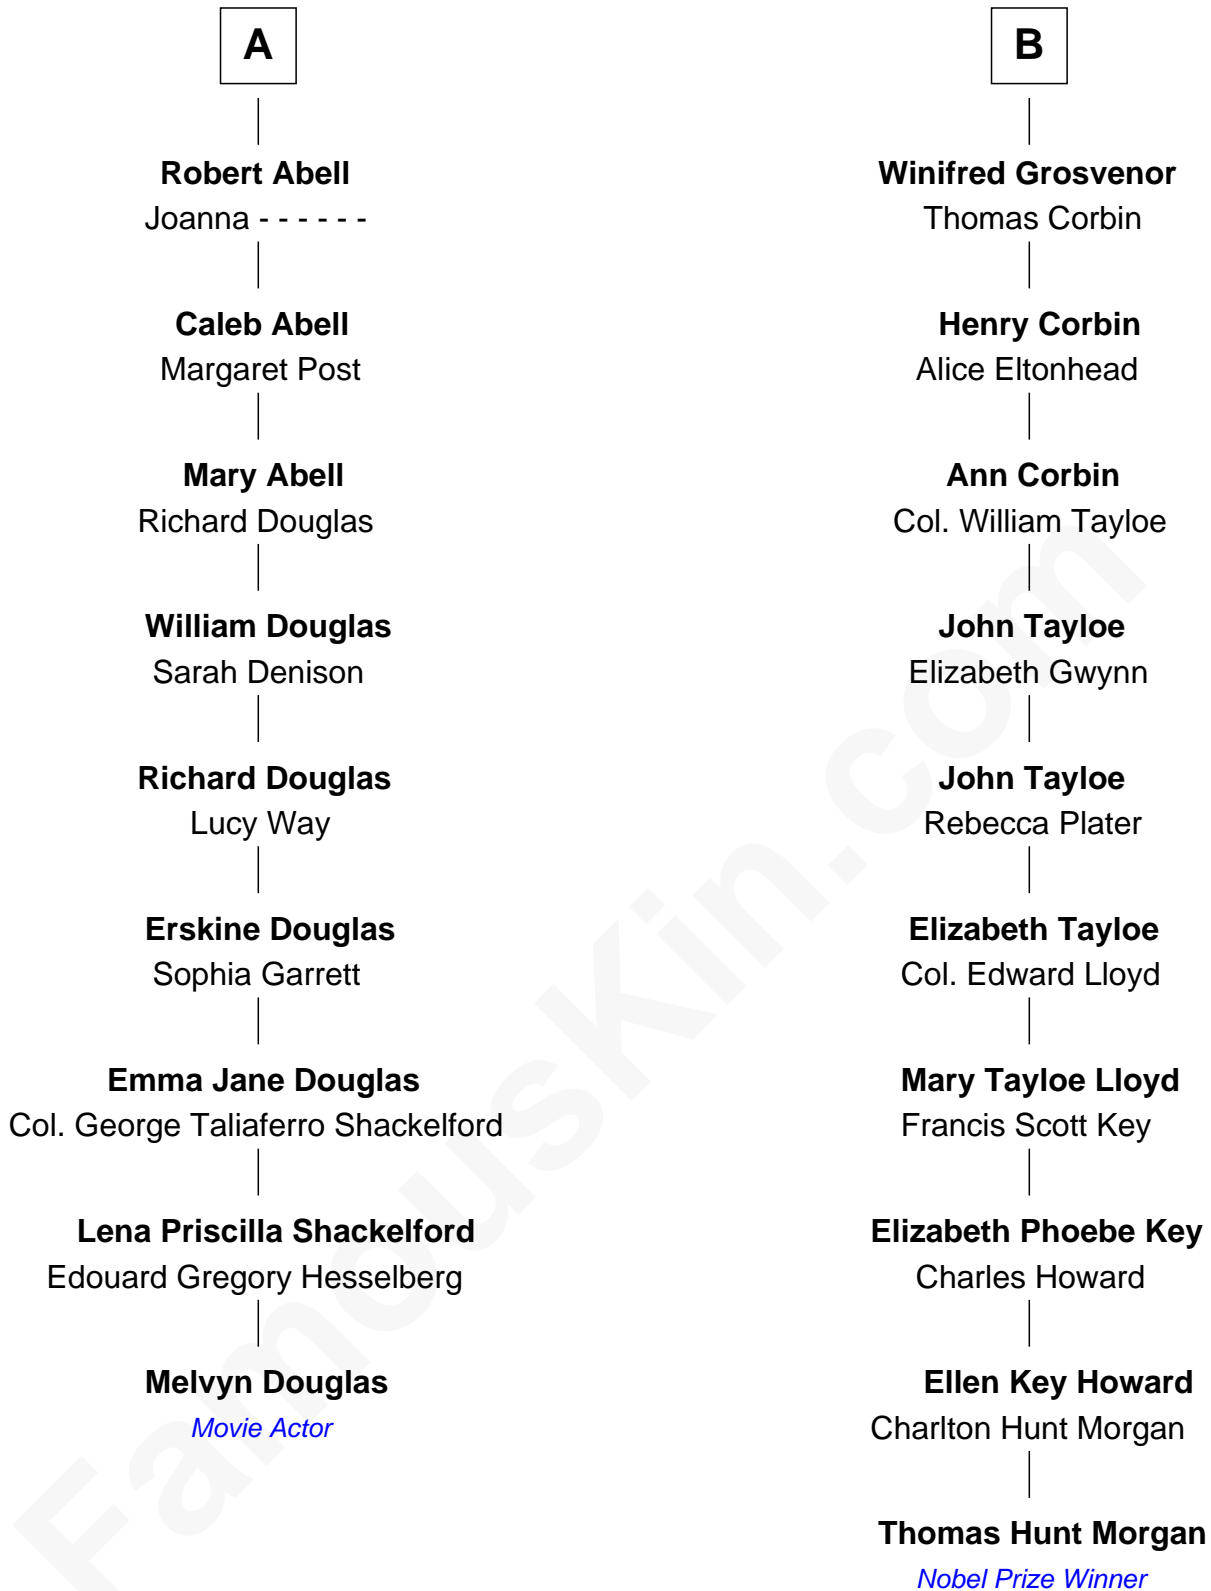 A
Robert Abell
Joanna - - - - - -
Caleb Abell
Margaret Post
Mary Abell
Richard Douglas
William Douglas
Sarah Denison
Richard Douglas
Lucy Way
Erskine Douglas
Sophia Garrett
Emma Jane Douglas
Col. George Taliaferro Shackelford
Lena Priscilla Shackelford
Edouard Gregory Hesselberg
Melvyn Douglas
Movie Actor
B
Winifred Grosvenor
Thomas Corbin
Henry Corbin
Alice Eltonhead
Ann Corbin
Col. William Tayloe
John Tayloe
Elizabeth Gwynn
John Tayloe
Rebecca Plater
Elizabeth Tayloe
Col. Edward Lloyd
Mary Tayloe Lloyd
Francis Scott Key
Elizabeth Phoebe Key
Charles Howard
Ellen Key Howard
Charlton Hunt Morgan
Thomas Hunt Morgan
Nobel Prize Winner
FamousKin.com